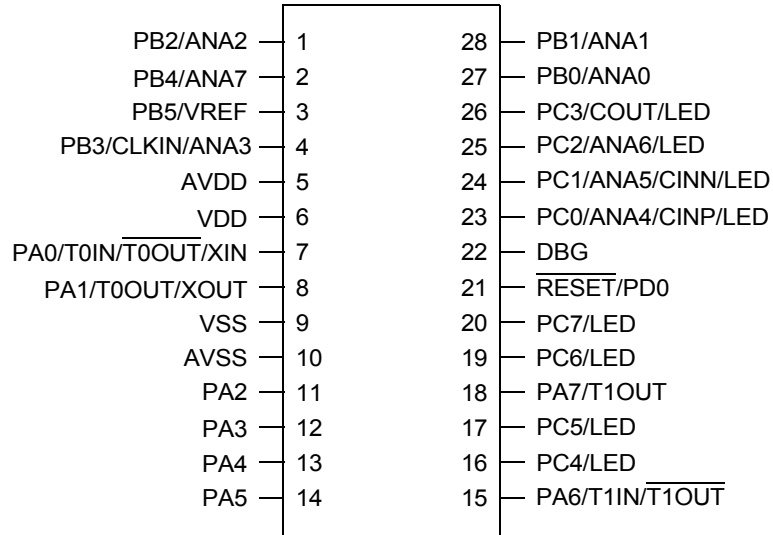 PB2/ANA2 1 28 PB1/ANA1
PB4/ANA7 2 27 PB0/ANA0
PB5/VREF 3 26 PC3/COUT/LED
PB3/CLKIN/ANA3 4 25 PC2/ANA6/LED
AVDD 5 24 PC1/ANA5/CINN/LED
VDD 6 23 PC0/ANA4/CINP/LED
PA0/T0IN/T̅0̅O̅U̅T̅/XIN 7 22 DBG
PA1/T0OUT/XOUT 8 21 R̅E̅S̅E̅T̅/PD0
VSS 9 20 PC7/LED
AVSS 10 19 PC6/LED
PA2 11 18 PA7/T1OUT
PA3 12 17 PC5/LED
PA4 13 16 PC4/LED
PA5 14 15 PA6/T1IN/T̅1̅O̅U̅T̅